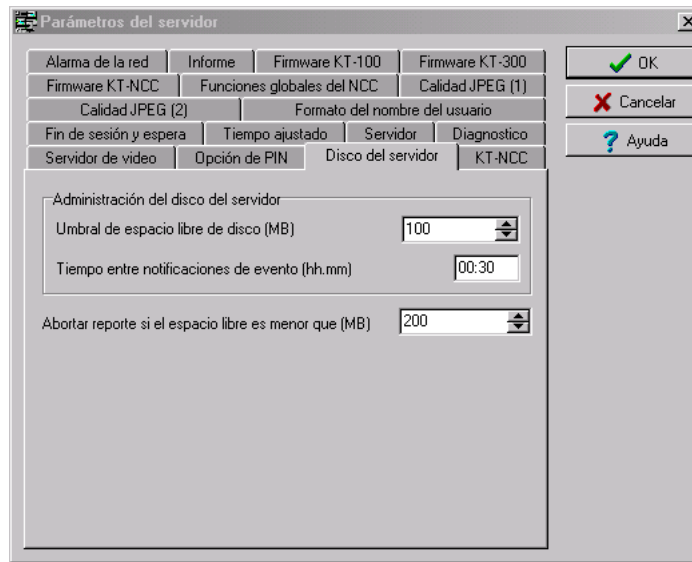 Parámetros del servidor
Alarma de la red Informe Firmware KT-100 Firmware KT-300
Firmware KT-NCC Funciones globales del NCC Calidad JPEG (1)
Calidad JPEG (2) Formato del nombre del usuario
Fin de sesión y espera Tiempo ajustado Servidor Diagnostico
Servidor de video Opción de PIN Disco del servidor KT-NCC
Administración del disco del servidor
Umbral de espacio libre de disco (MB) 100
Tiempo entre notificaciones de evento (hh.mm) 00:30
Abortar reporte si el espacio libre es menor que (MB) 200
OK
Cancelar
Ayuda